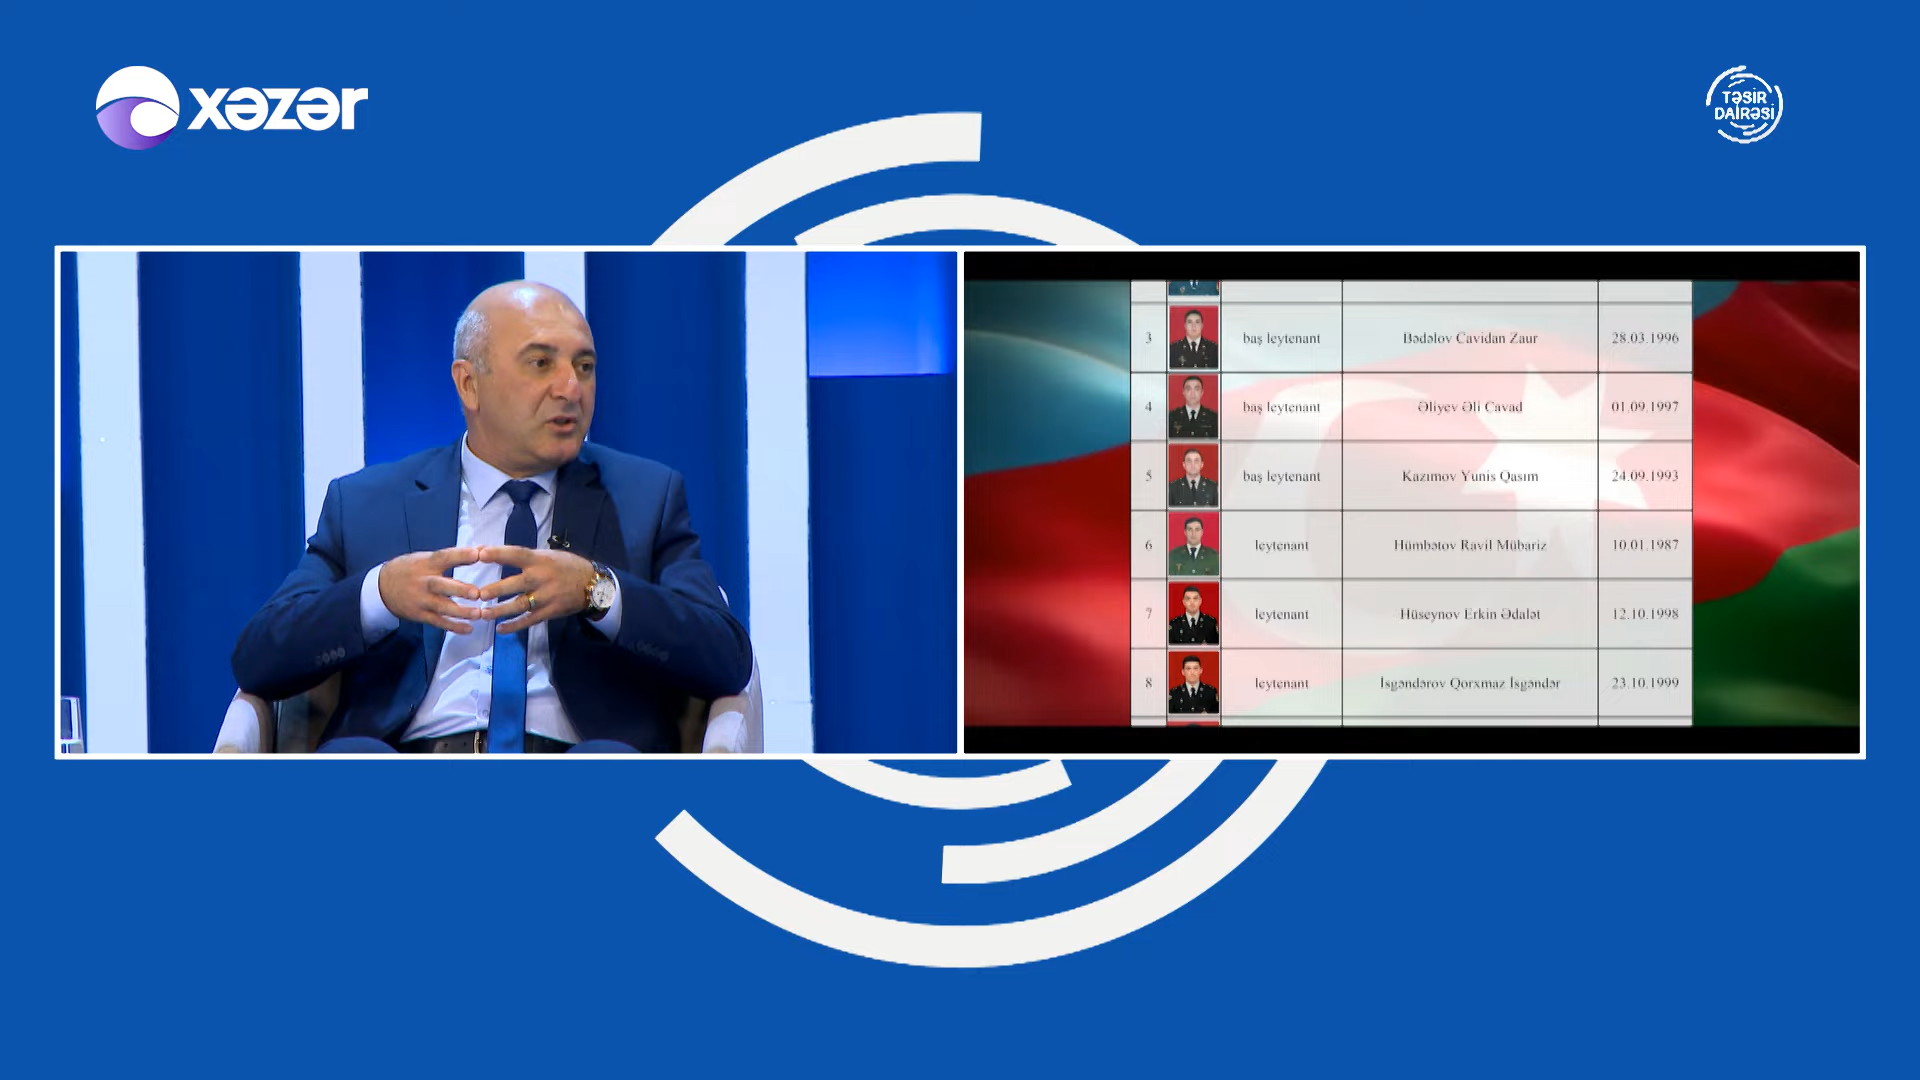 xəzər
TƏSİR
DAİRƏSİ
3 baş leytenant Bədəlov Cavidan Zaur 28.03.1996
4 baş leytenant Əliyev Əli Cavad 01.09.1997
5 baş leytenant Kazımov Yunis Qasım 24.09.1993
6 leytenant Hümbətov Ravil Mübariz 10.01.1987
7 leytenant Hüseynov Erkin Ədalət 12.10.1998
8 leytenant İsgəndərov Qorxmaz İsgəndər 23.10.1999